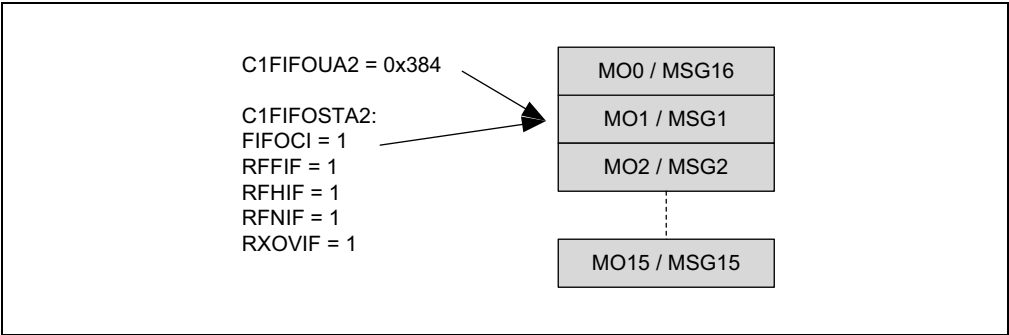 C1FIFOUA2 = 0x384
C1FIFOSTA2:
FIFOCI = 1
RFFIF = 1
RFHIF = 1
RFNIF = 1
RXOVIF = 1
MO0 / MSG16
MO1 / MSG1
MO2 / MSG2
MO15 / MSG15